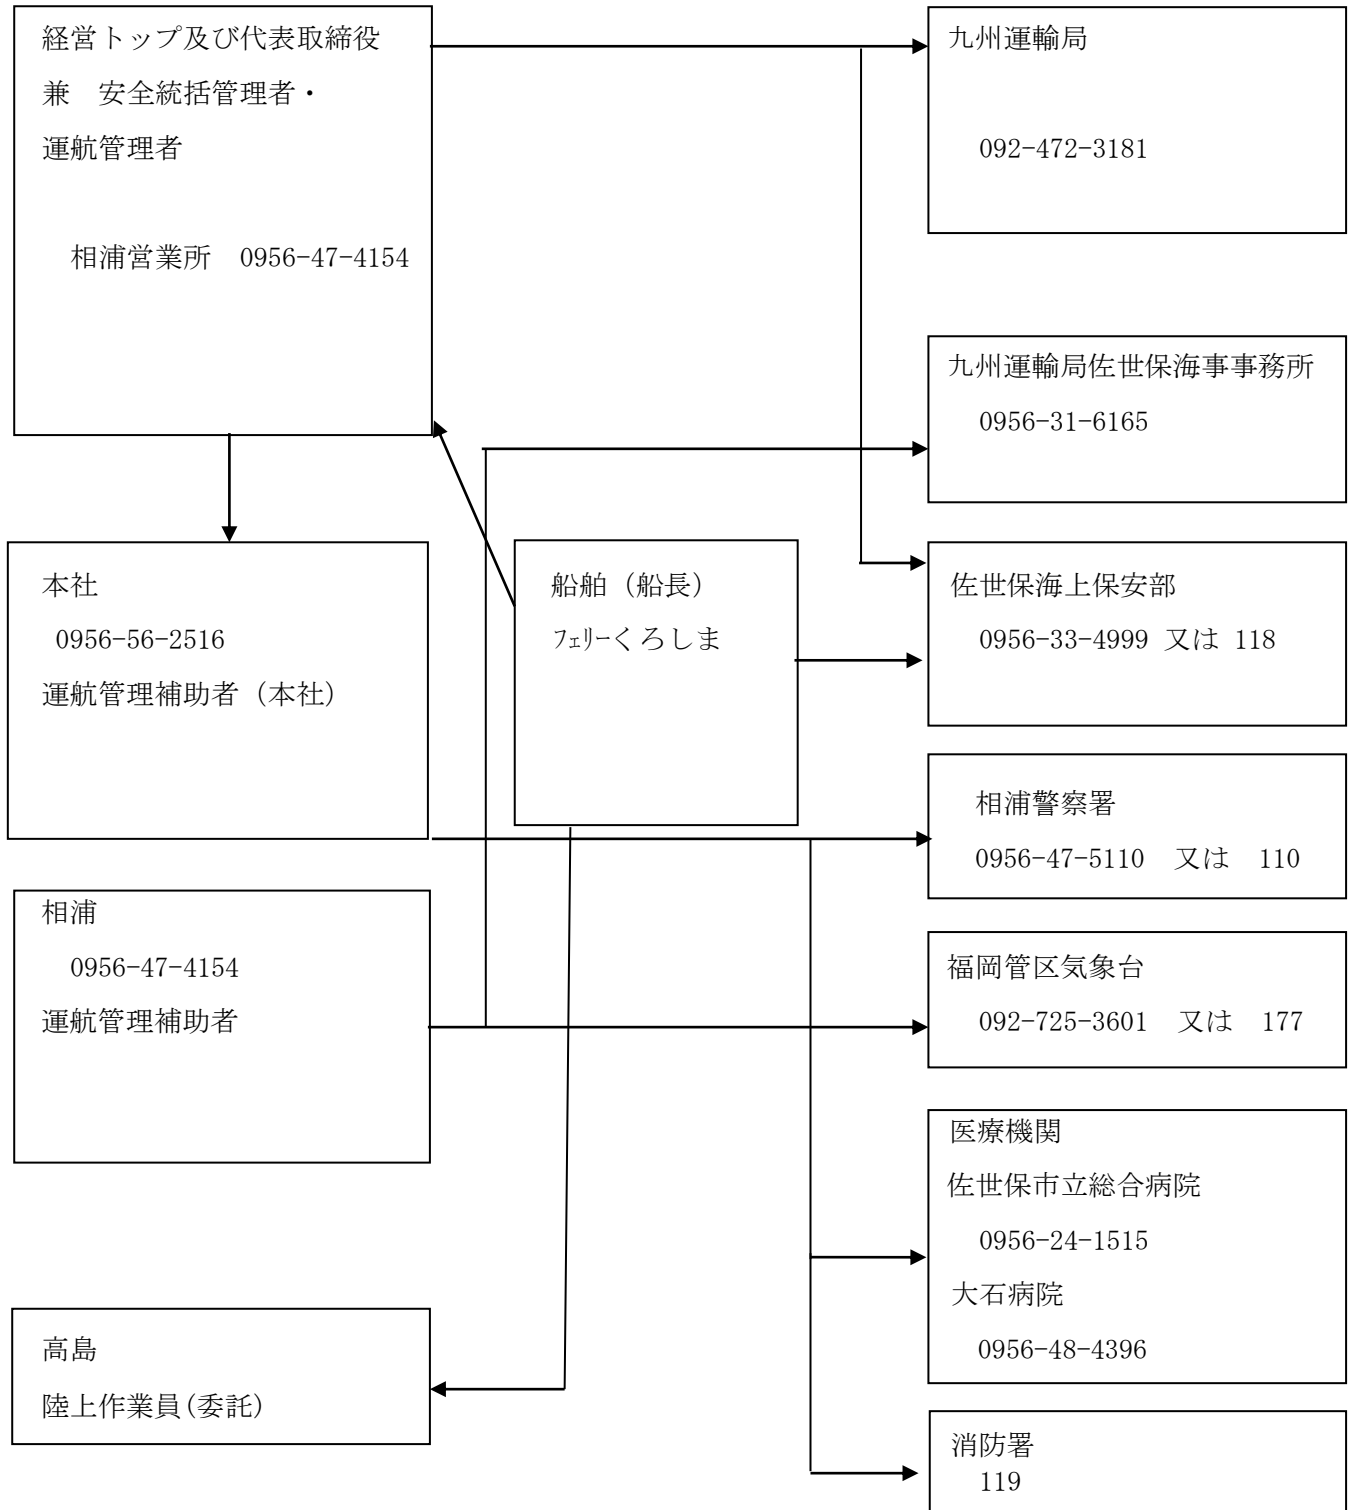 経営トップ及び代表取締役
兼　安全統括管理者・
運航管理者
相浦営業所　0956-47-4154
九州運輸局
092-472-3181
九州運輸局佐世保海事事務所
0956-31-6165
本社
0956-56-2516
運航管理補助者（本社）
船舶（船長）
ﾌｪﾘｰくろしま
佐世保海上保安部
0956-33-4999 又は 118
相浦警察署
0956-47-5110　又は　110
相浦
0956-47-4154
運航管理補助者
福岡管区気象台
092-725-3601　又は　177
医療機関
佐世保市立総合病院
0956-24-1515
大石病院
0956-48-4396
高島
陸上作業員(委託)
消防署
119